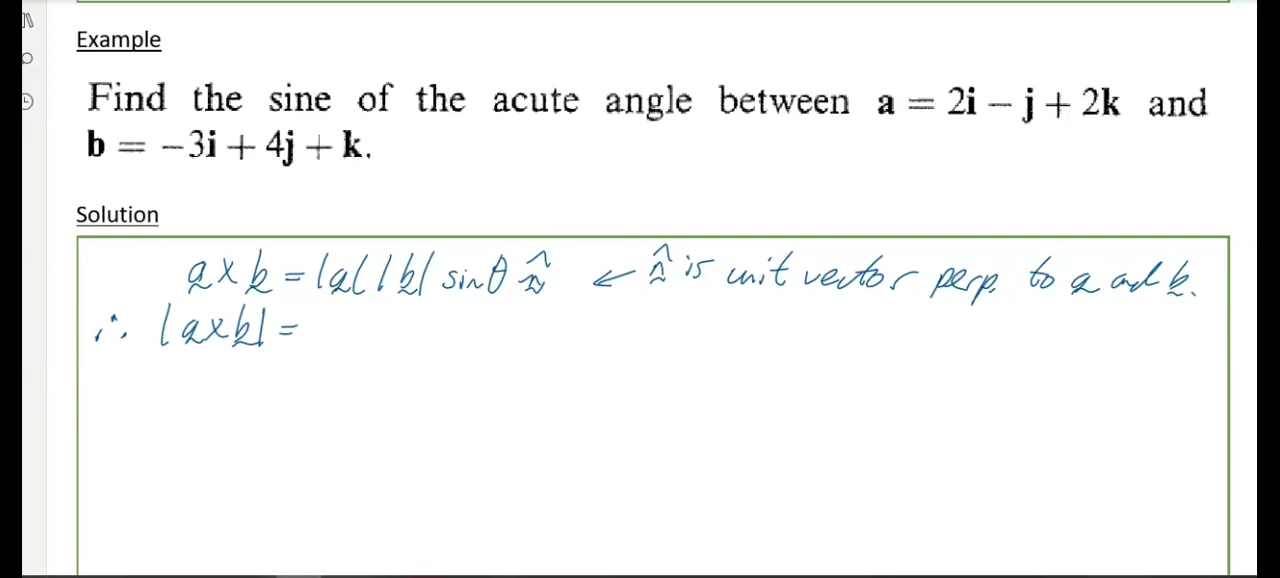 Example
Find the sine of the acute angle between a = 2i − j + 2k and
b = −3i + 4j + k.
Solution
a × b = |a| |b| sinθ n̂ ← n̂ is unit vector perp. to a and b.
∴ |a×b| =